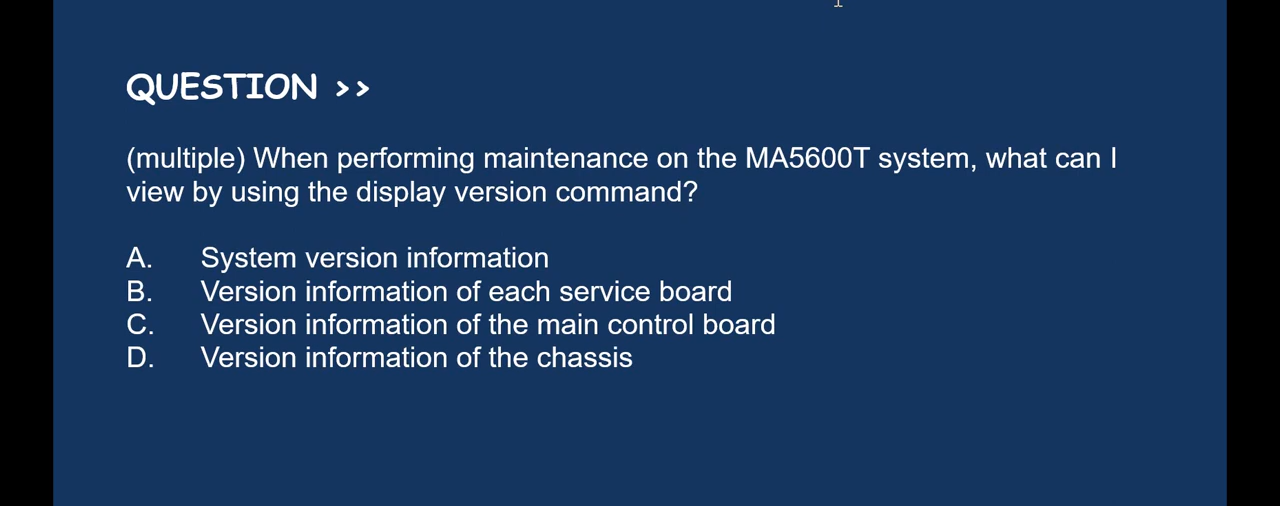 QUESTION >>
(multiple) When performing maintenance on the MA5600T system, what can I
view by using the display version command?
A. System version information
B. Version information of each service board
C. Version information of the main control board
D. Version information of the chassis